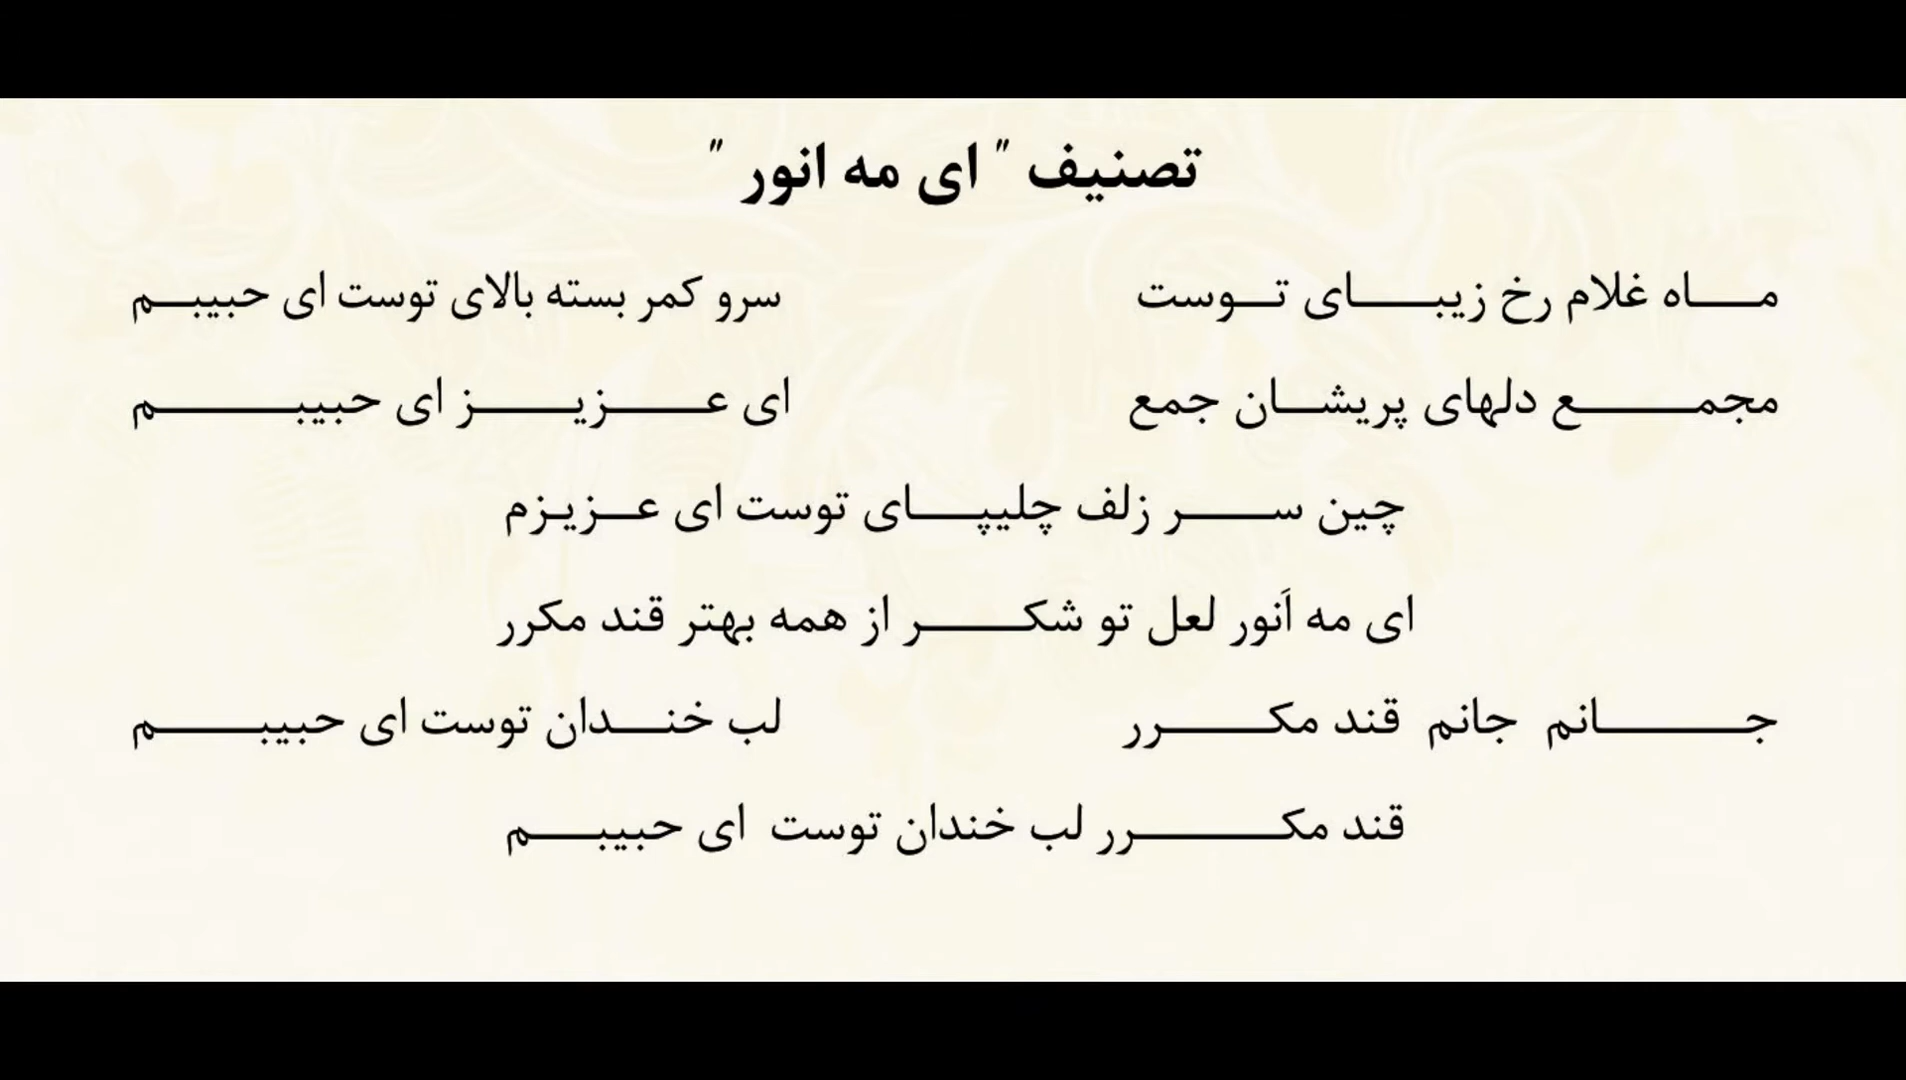 تصنیف " ای مه انور "
ماه غلام رخ زیبای توست سرو کمر بسته بالای توست ای حبیبم
مجمع دلهای پریشان جمع ای عزیز ای حبیبم
چین سر زلف چلیپای توست ای عزیزم
ای مه اَنور لعل تو شکر از همه بهتر قند مکرر
جانم جانم قند مکرر لب خندان توست ای حبیبم
قند مکرر لب خندان توست ای حبیبم